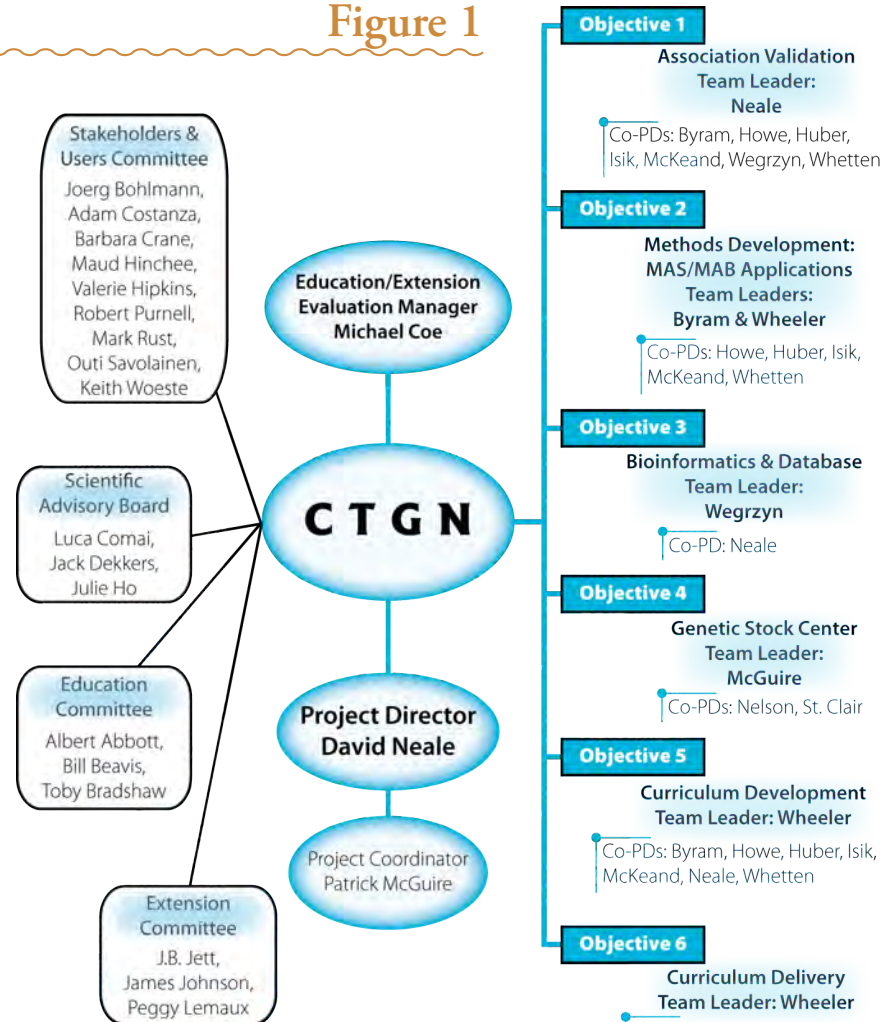 Figure 1
Stakeholders &
Users Committee
Joerg Bohlmann,
Adam Costanza,
Barbara Crane,
Maud Hinchee,
Valerie Hipkins,
Robert Purnell,
Mark Rust,
Outi Savolainen,
Keith Woeste
Scientific
Advisory Board
Luca Comai,
Jack Dekkers,
Julie Ho
Education
Committee
Albert Abbott,
Bill Beavis,
Toby Bradshaw
Extension
Committee
J.B. Jett,
James Johnson,
Peggy Lemaux
Education/Extension
Evaluation Manager
Michael Coe
C T G N
Project Director
David Neale
Project Coordinator
Patrick McGuire
Objective 1
Association Validation
Team Leader:
Neale
Co-PDs: Byram, Howe, Huber,
Isik, McKeand, Wegrzyn, Whetten
Objective 2
Methods Development:
MAS/MAB Applications
Team Leaders:
Byram & Wheeler
Co-PDs: Howe, Huber, Isik,
McKeand, Whetten
Objective 3
Bioinformatics & Database
Team Leader:
Wegrzyn
Co-PD: Neale
Objective 4
Genetic Stock Center
Team Leader:
McGuire
Co-PDs: Nelson, St. Clair
Objective 5
Curriculum Development
Team Leader: Wheeler
Co-PDs: Byram, Howe, Huber, Isik,
McKeand, Neale, Whetten
Objective 6
Curriculum Delivery
Team Leader: Wheeler